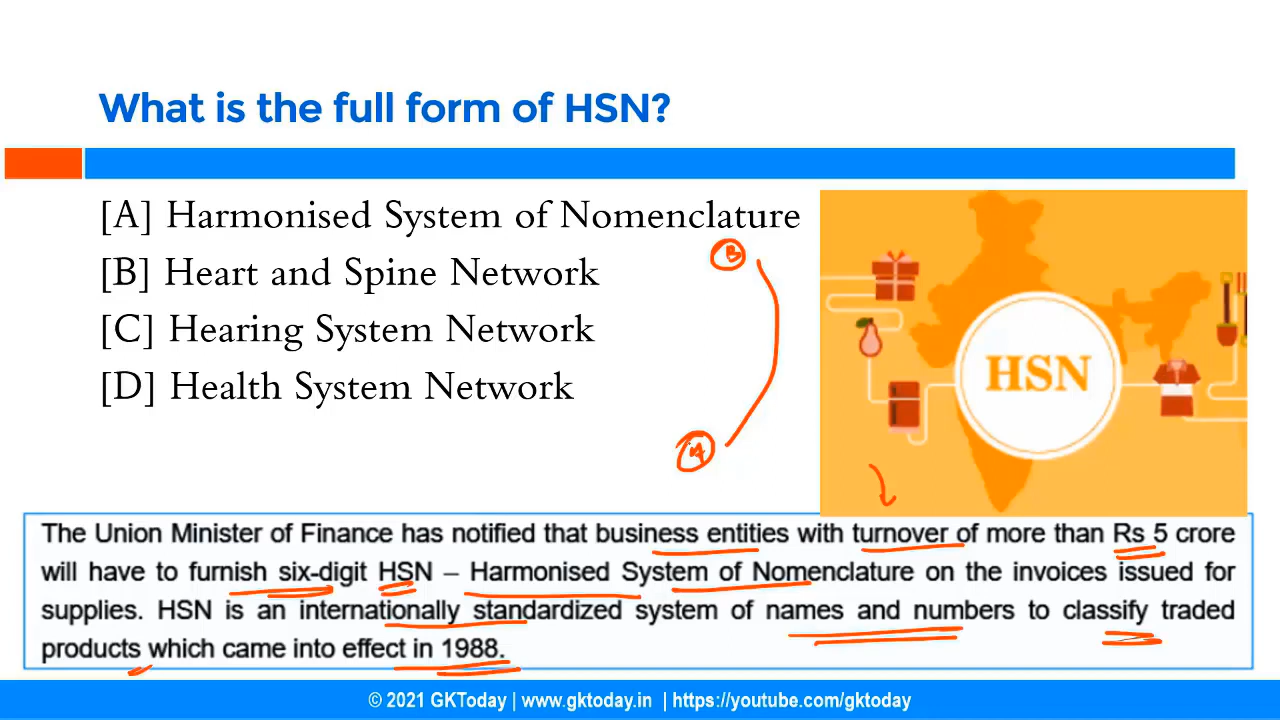 What is the full form of HSN?
[A] Harmonised System of Nomenclature
[B] Heart and Spine Network
[C] Hearing System Network
[D] Health System Network
B
A
HSN
The Union Minister of Finance has notified that business entities with turnover of more than Rs 5 crore
will have to furnish six-digit HSN – Harmonised System of Nomenclature on the invoices issued for
supplies. HSN is an internationally standardized system of names and numbers to classify traded
products which came into effect in 1988.
© 2021 GKToday | www.gktoday.in | https://youtube.com/gktoday